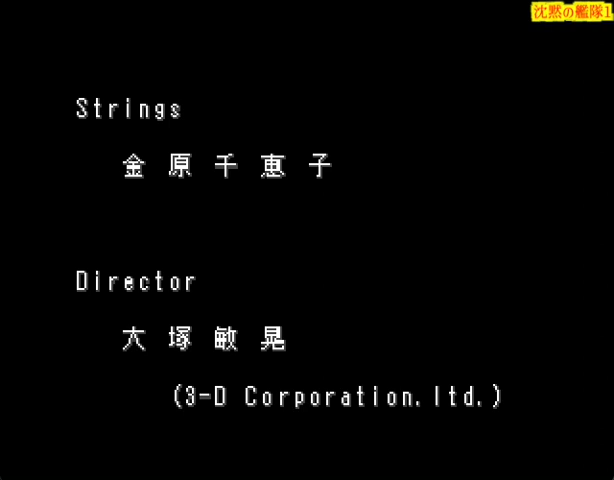 沈黙の艦隊1
Strings
金原千恵子
Director
大塚敏晃
(3-D Corporation.ltd.)